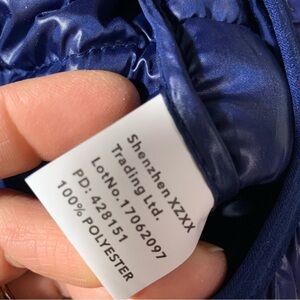 Shenzhen XZXX
Trading Ltd.
LotNo.17062097
PD: 428151
100% POLYESTER